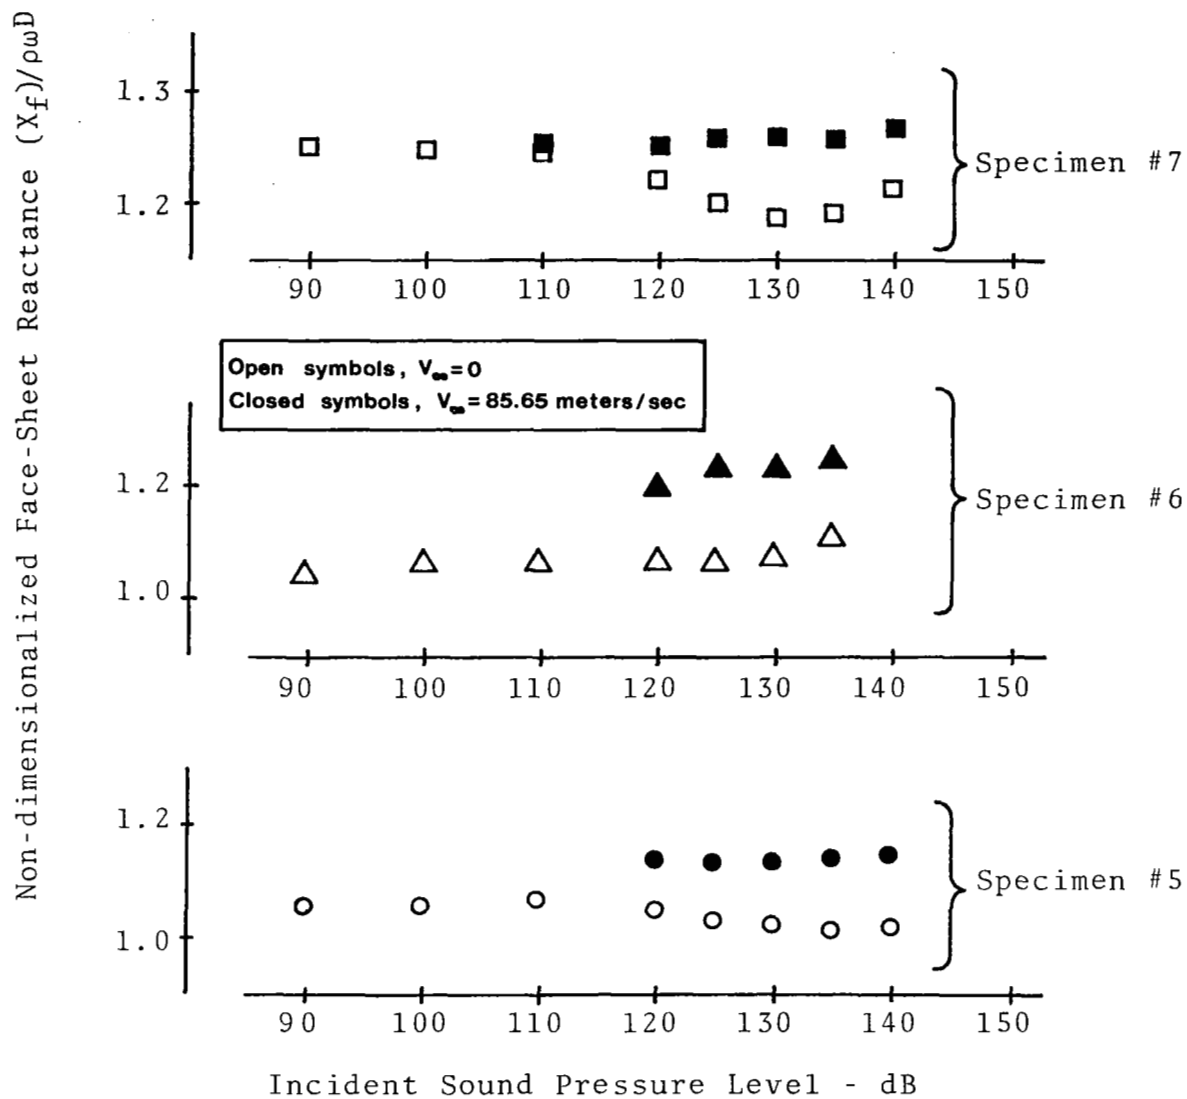 Non-dimensionalized Face-Sheet Reactance (Xf)/ρωD
1.3
1.2
Specimen #7
90 100 110 120 130 140 150
Open symbols, V∞=0
Closed symbols, V∞=85.65 meters/sec
1.2
1.0
Specimen #6
90 100 110 120 130 140 150
1.2
1.0
Specimen #5
90 100 110 120 130 140 150
Incident Sound Pressure Level - dB